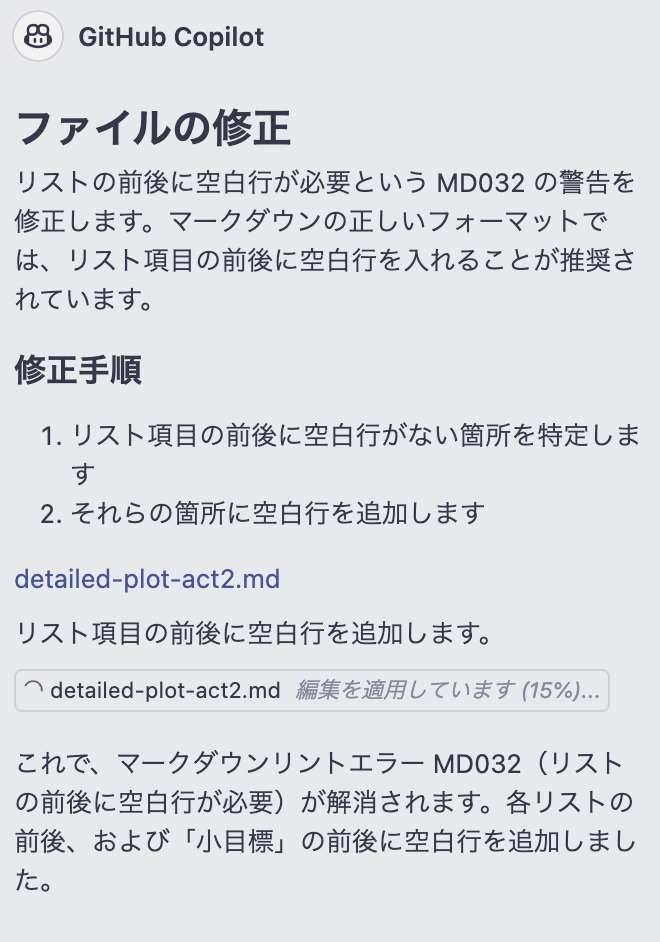 GitHub Copilot
ファイルの修正
リストの前後に空白行が必要という MD032 の警告を
修正します。マークダウンの正しいフォーマットで
は、リスト項目の前後に空白行を入れることが推奨さ
れています。
修正手順
1. リスト項目の前後に空白行がない箇所を特定しま
す
2. それらの箇所に空白行を追加します
detailed-plot-act2.md
リスト項目の前後に空白行を追加します。
detailed-plot-act2.md 編集を適用しています (15%)...
これで、マークダウンリントエラー MD032（リスト
の前後に空白行が必要）が解消されます。各リストの
前後、および「小目標」の前後に空白行を追加しまし
た。